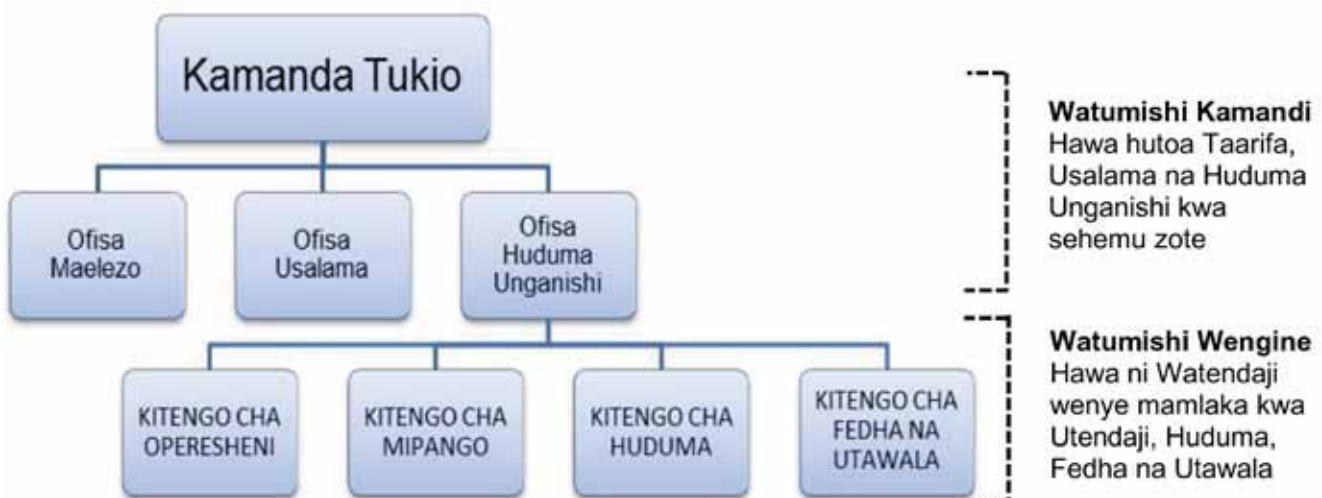 Kamanda Tukio
Ofisa
Maelezo
Ofisa
Usalama
Ofisa
Huduma
Unganishi
Watumishi Kamandi
Hawa hutoa Taarifa,
Usalama na Huduma
Unganishi kwa
sehemu zote
KITENGO CHA
OPERESHENI
KITENGO CHA
MIPANGO
KITENGO CHA
HUDUMA
KITENGO CHA
FEDHA NA
UTAWALA
Watumishi Wengine
Hawa ni Watendaji
wenye mamlaka kwa
Utendaji, Huduma,
Fedha na Utawala